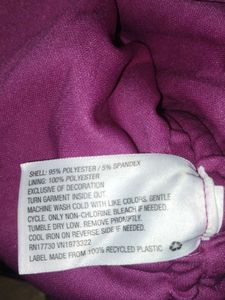 SHELL: 95% POLYESTER / 5% SPANDEX
LINING: 100% POLYESTER
EXCLUSIVE OF DECORATION
TURN GARMENT INSIDE OUT.
MACHINE WASH COLD WITH LIKE COLORS, GENTLE
CYCLE. ONLY NON-CHLORINE BLEACH IF NEEDED.
TUMBLE DRY LOW. REMOVE PROMPTLY.
COOL IRON ON REVERSE SIDE IF NEEDED.
RN17730 VN1973322
LABEL MADE FROM 100% RECYCLED PLASTIC